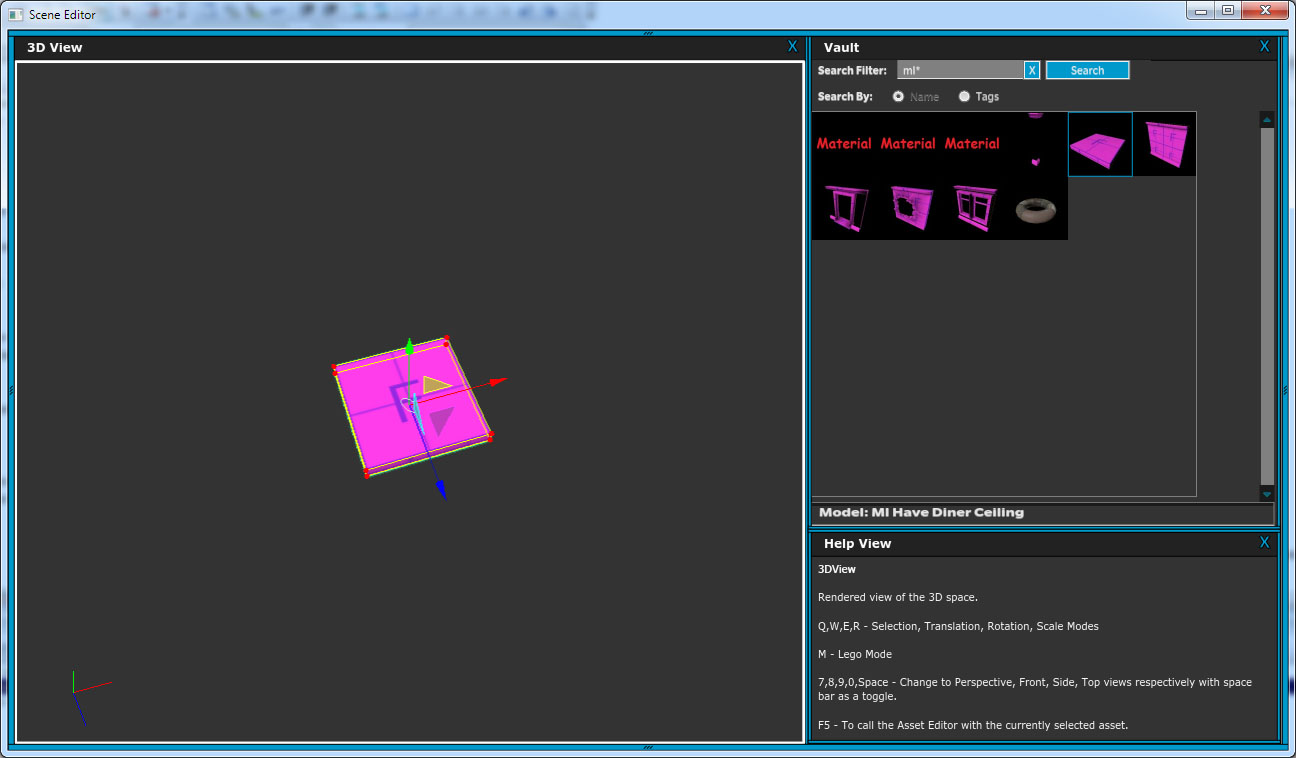 Scene Editor
3D View X
Vault X
Search Filter: ml* X Search
Search By: Name Tags
Material Material Material
Model: Ml Have Diner Ceiling
Help View X
3DView
Rendered view of the 3D space.
Q,W,E,R - Selection, Translation, Rotation, Scale Modes
M - Lego Mode
7,8,9,0,Space - Change to Perspective, Front, Side, Top views respectively with space
bar as a toggle.
F5 - To call the Asset Editor with the currently selected asset.